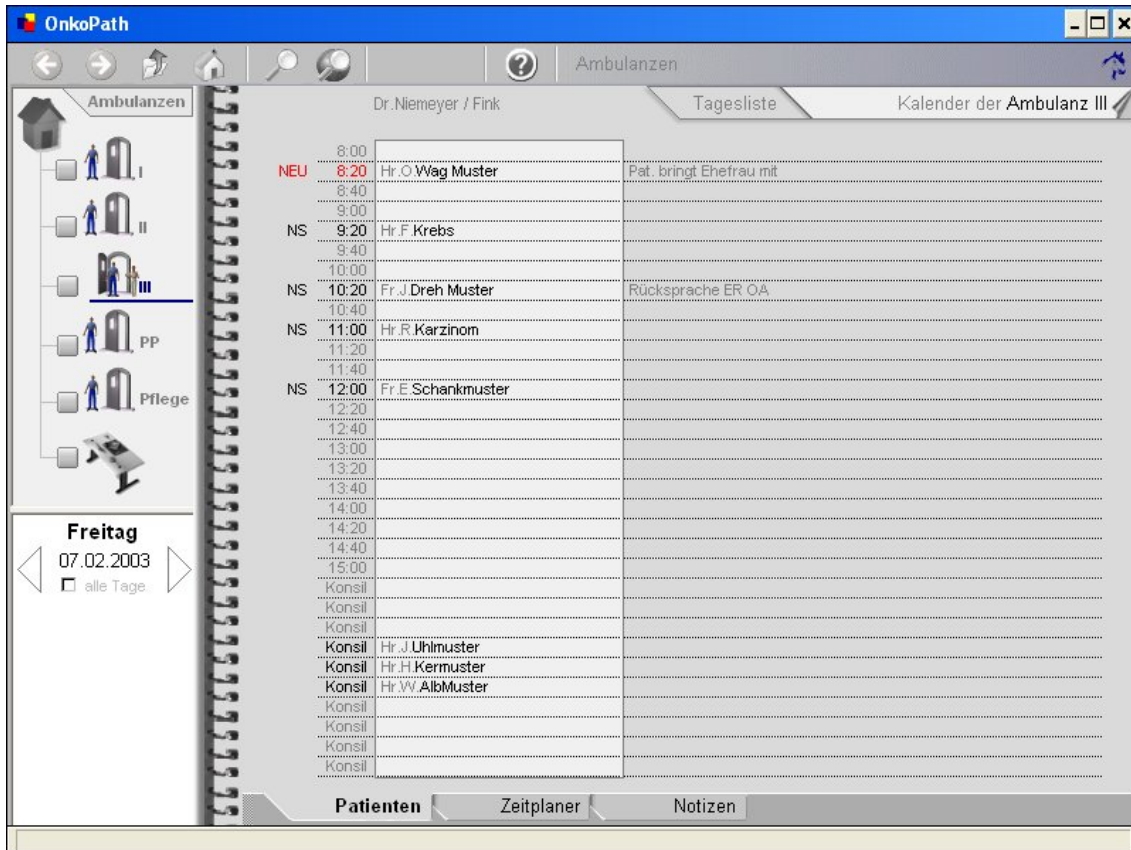 OnkoPath
Ambulanzen
Ambulanzen
I
II
III
PP
Pflege
Freitag
07.02.2003
alle Tage
Dr.Niemeyer / Fink
Tagesliste
Kalender der Ambulanz III
8:00
NEU 8:20 Hr.O.Wag Muster Pat. bringt Ehefrau mit
8:40
9:00
NS 9:20 Hr.F.Krebs
9:40
10:00
NS 10:20 Fr.J.Dreh Muster Rücksprache ER OA
10:40
NS 11:00 Hr.R.Karzinom
11:20
11:40
NS 12:00 Fr.E.Schankmuster
12:20
12:40
13:00
13:20
13:40
14:00
14:20
14:40
15:00
Konsil
Konsil
Konsil
Konsil Hr.J.Uhlmuster
Konsil Hr.H.Kermuster
Konsil Hr.W.AlbMuster
Konsil
Konsil
Konsil
Konsil
Patienten Zeitplaner Notizen